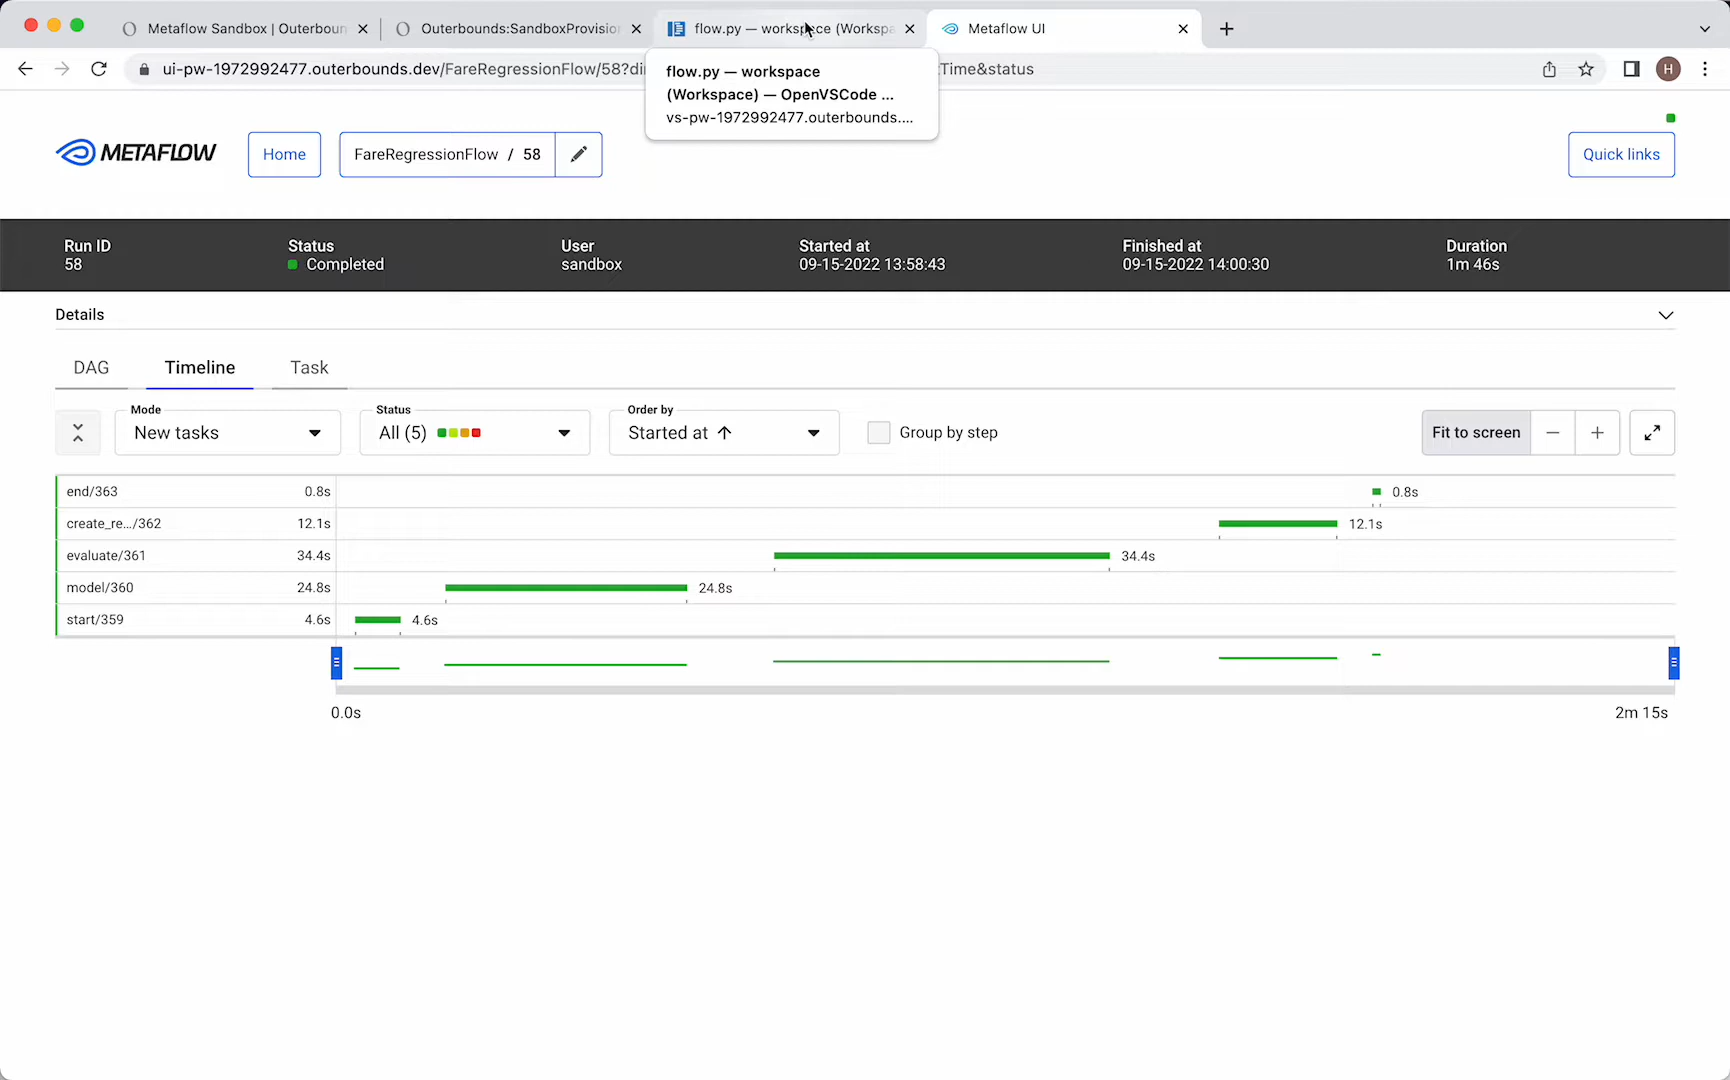 Metaflow Sandbox | Outerboun
Outerbounds:SandboxProvision
flow.py — workspace (Workspa
Metaflow UI
ui-pw-1972992477.outerbounds.dev/FareRegressionFlow/58?di
Time&status
H
flow.py — workspace
(Workspace) — OpenVSCode ...
vs-pw-1972992477.outerbounds....
METAFLOW
Home
FareRegressionFlow / 58
Quick links
Run ID
58
Status
Completed
User
sandbox
Started at
09-15-2022 13:58:43
Finished at
09-15-2022 14:00:30
Duration
1m 46s
Details
DAG
Timeline
Task
Mode
New tasks
Status
All (5)
Order by
Started at ↑
Group by step
Fit to screen
− +
end/363 0.8s 0.8s
create_re.../362 12.1s 12.1s
evaluate/361 34.4s 34.4s
model/360 24.8s 24.8s
start/359 4.6s 4.6s
0.0s
2m 15s